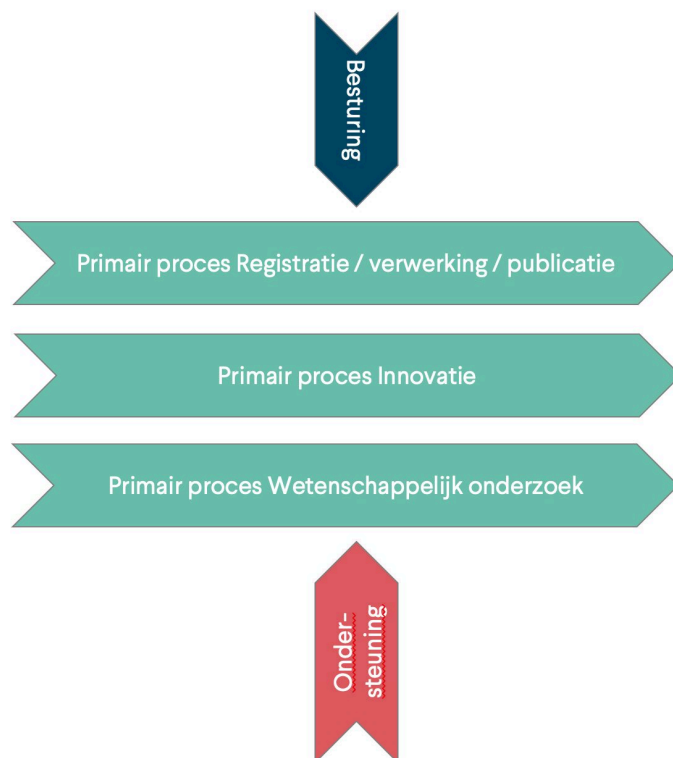 Besturing
Primair proces Registratie / verwerking / publicatie
Primair proces Innovatie
Primair proces Wetenschappelijk onderzoek
Onder-
steuning